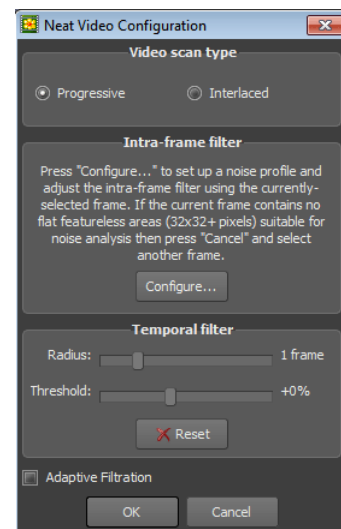 Neat Video Configuration
Video scan type
Progressive Interlaced
Intra-frame filter
Press "Configure..." to set up a noise profile and
adjust the intra-frame filter using the currently-
selected frame. If the current frame contains no
flat featureless areas (32x32+ pixels) suitable for
noise analysis then press "Cancel" and select
another frame.
Configure...
Temporal filter
Radius: 1 frame
Threshold: +0%
Reset
Adaptive Filtration
OK Cancel